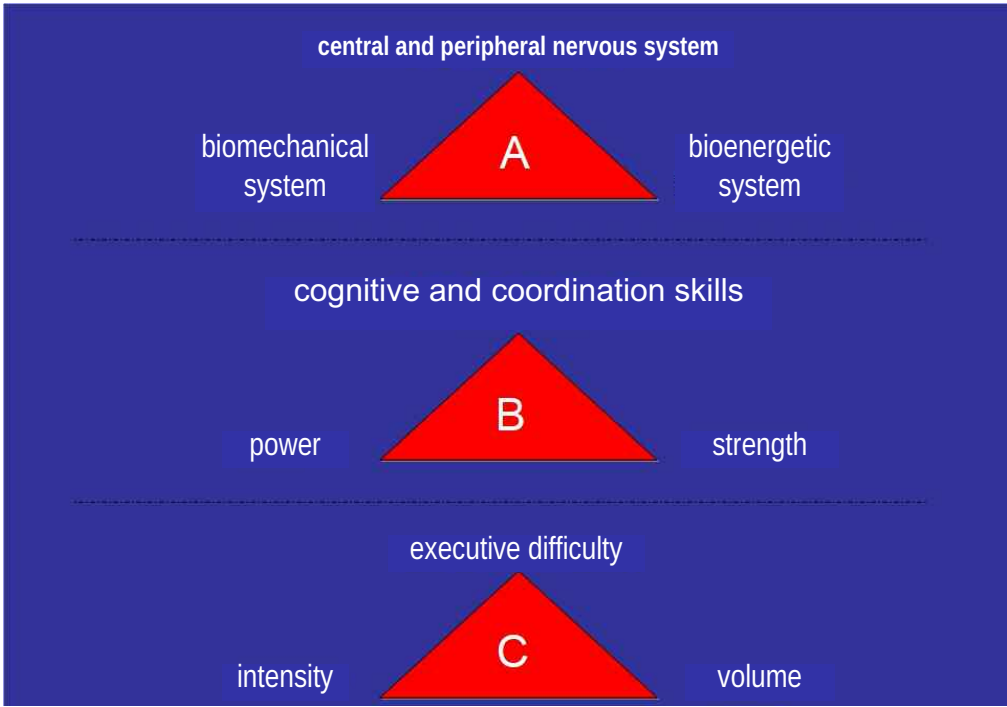 central and peripheral nervous system
biomechanical
system
A
bioenergetic
system
cognitive and coordination skills
power
B
strength
executive difficulty
intensity
C
volume